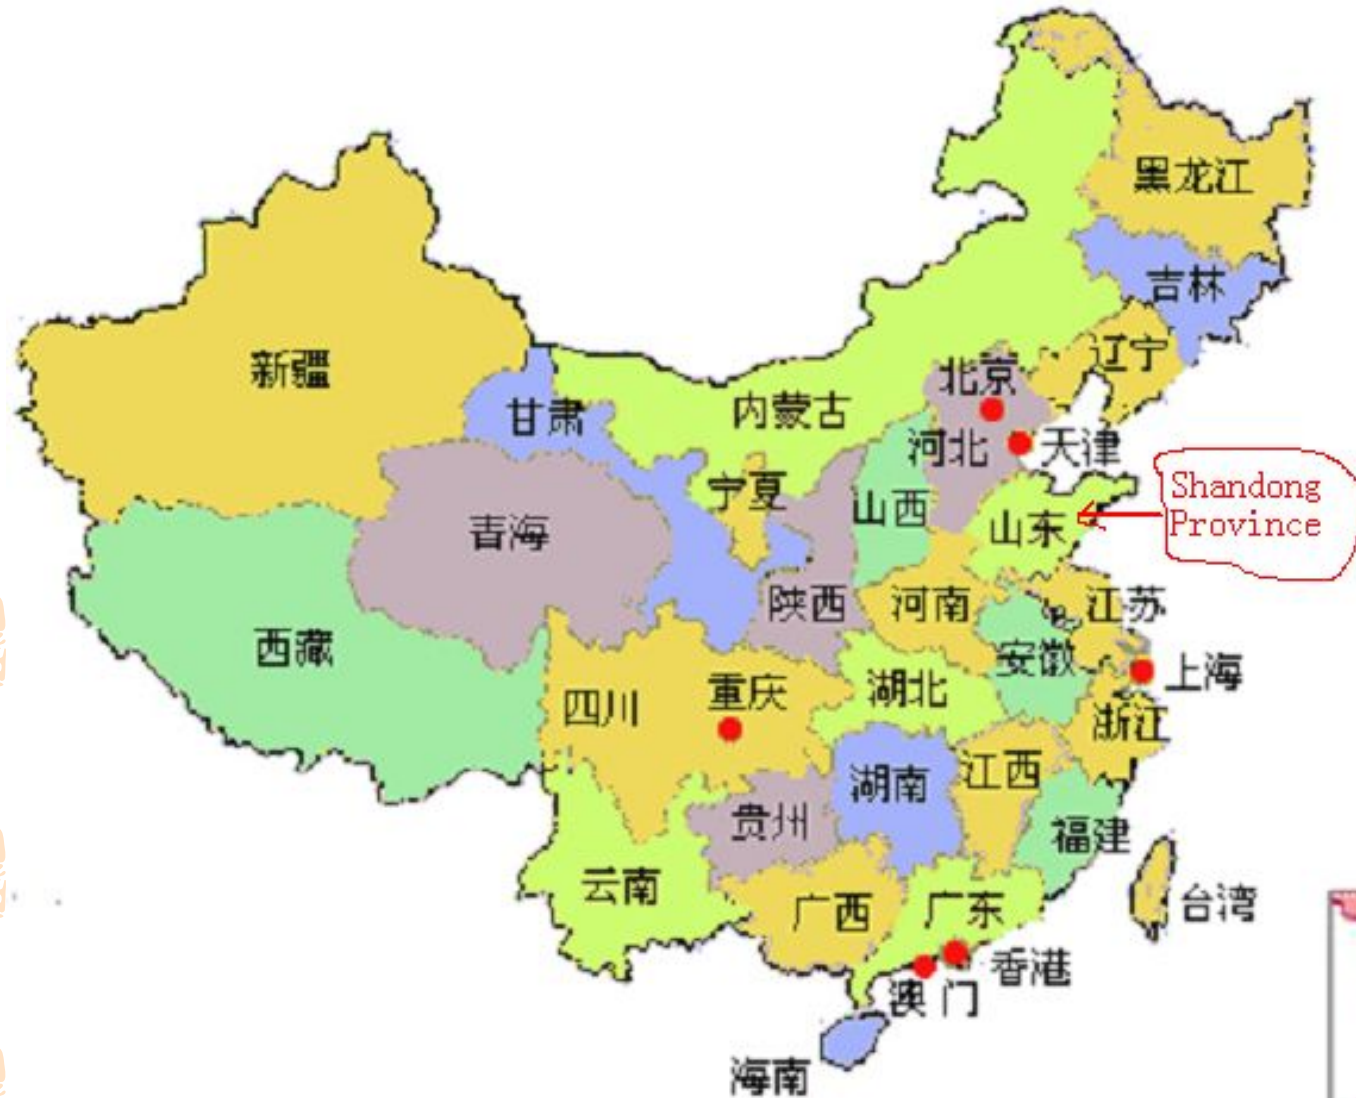 黑龙江
吉林
辽宁
新疆
北京
甘肃
内蒙古
河北
天津
宁夏
山西
Shandong
Province
山东
青海
陕西
河南
江苏
西藏
安徽
上海
四川
重庆
湖北
浙江
湖南
江西
贵州
福建
云南
广西
广东
台湾
香港
澳门
海南